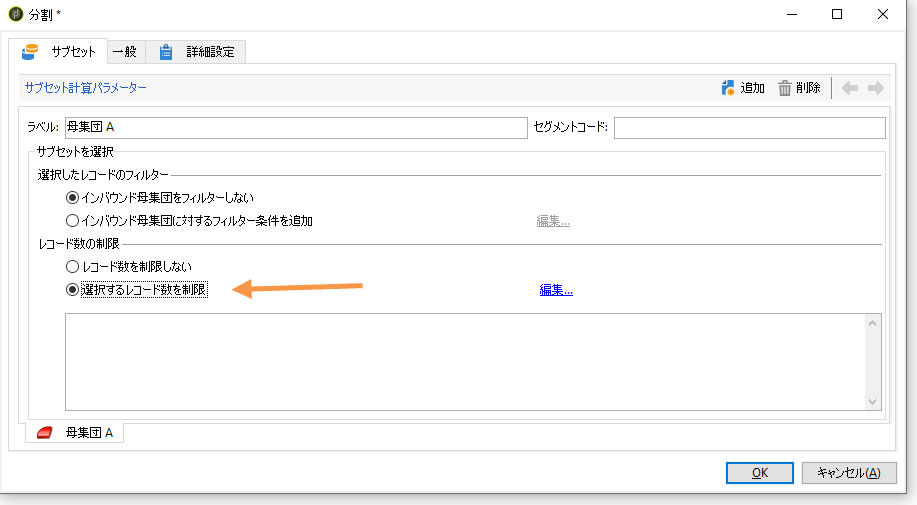 分割 *
サブセット 一般 詳細設定
サブセット計算パラメーター 追加 削除
ラベル: 母集団 A セグメントコード:
サブセットを選択
選択したレコードのフィルター
インバウンド母集団をフィルターしない
インバウンド母集団に対するフィルター条件を追加 編集...
レコード数の制限
レコード数を制限しない
選択するレコード数を制限 編集...
母集団 A
OK キャンセル(A)